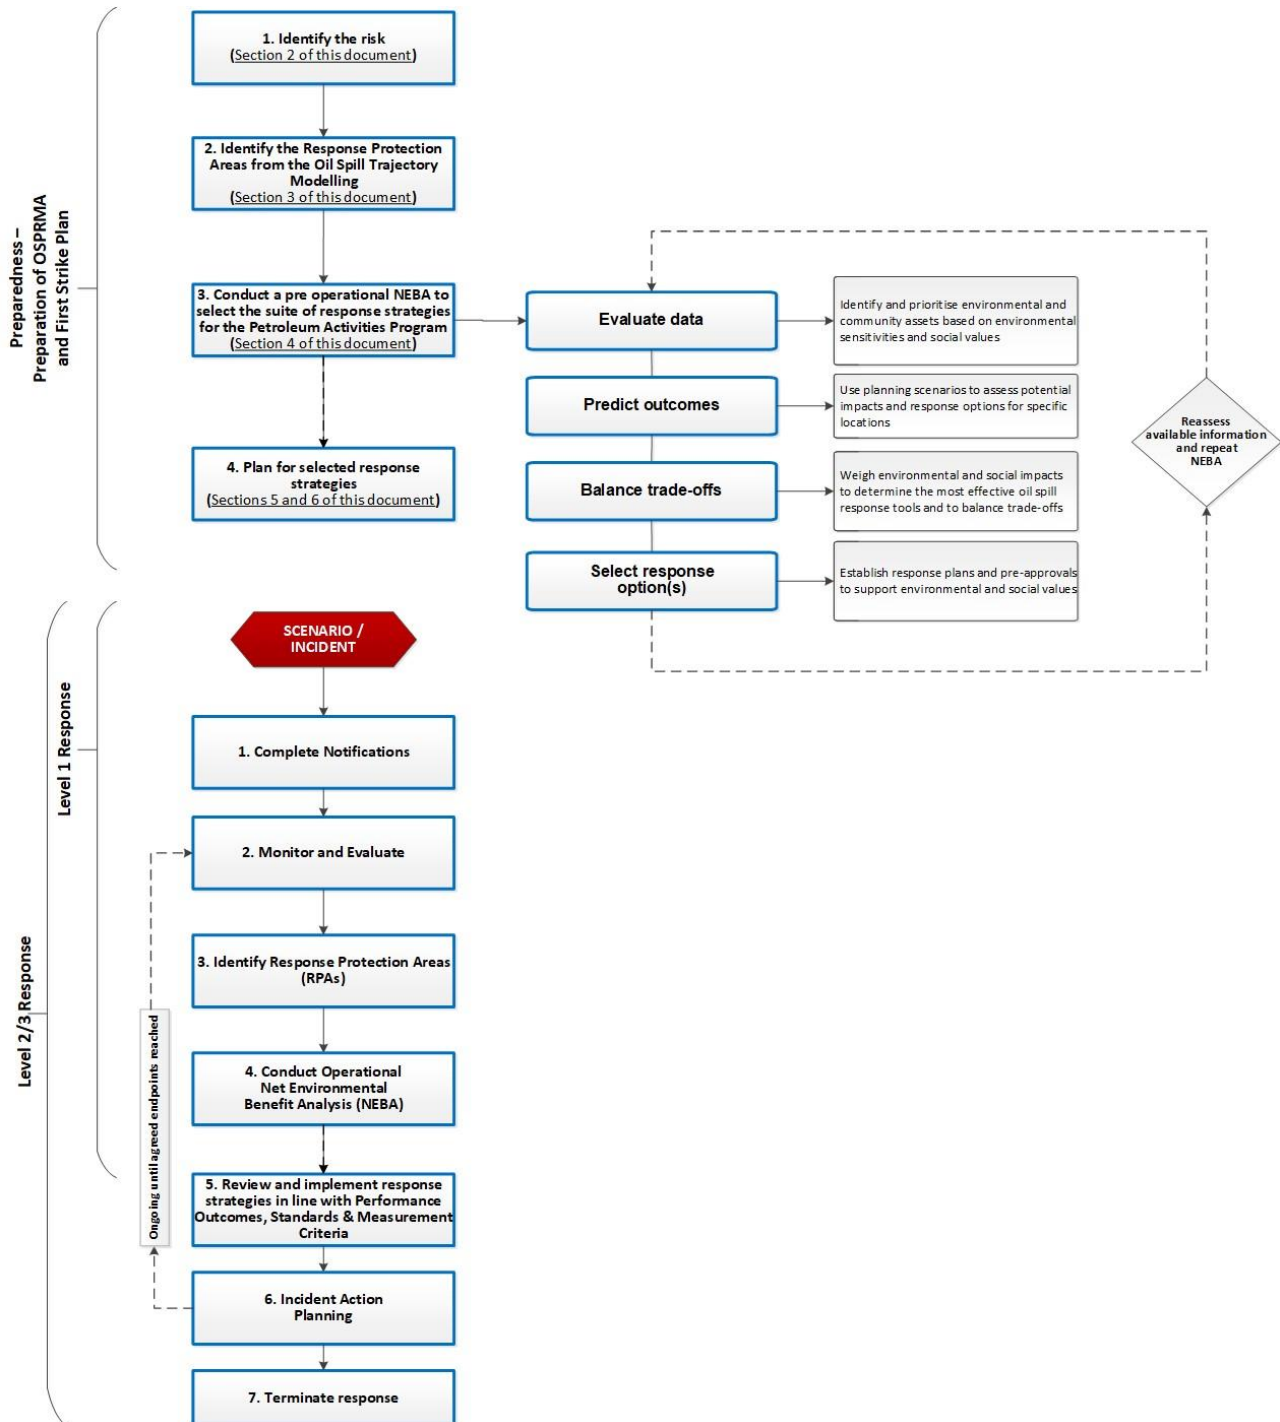 Preparedness –
Preparation of OSPRMA
and First Strike Plan
1. Identify the risk
(Section 2 of this document)
2. Identify the Response Protection
Areas from the Oil Spill Trajectory
Modelling
(Section 3 of this document)
3. Conduct a pre operational NEBA to
select the suite of response strategies
for the Petroleum Activities Program
(Section 4 of this document)
4. Plan for selected response
strategies
(Sections 5 and 6 of this document)
Evaluate data
Identify and prioritise environmental and
community assets based on environmental
sensitivities and social values
Predict outcomes
Use planning scenarios to assess potential
impacts and response options for specific
locations
Balance trade-offs
Weigh environmental and social impacts
to determine the most effective oil spill
response tools and to balance trade-offs
Select response
option(s)
Establish response plans and pre-approvals
to support environmental and social values
Reassess
available information
and repeat
NEBA
Level 1 Response
Level 2/3 Response
SCENARIO /
INCIDENT
1. Complete Notifications
2. Monitor and Evaluate
3. Identify Response Protection Areas
(RPAs)
4. Conduct Operational
Net Environmental
Benefit Analysis (NEBA)
5. Review and implement response
strategies in line with Performance
Outcomes, Standards & Measurement
Criteria
6. Incident Action
Planning
7. Terminate response
Ongoing until agreed endpoints reached